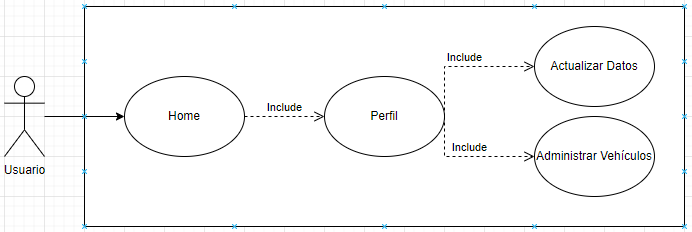 Include
Actualizar Datos
Home
Include
Perfil
Include
Administrar Vehículos
Usuario